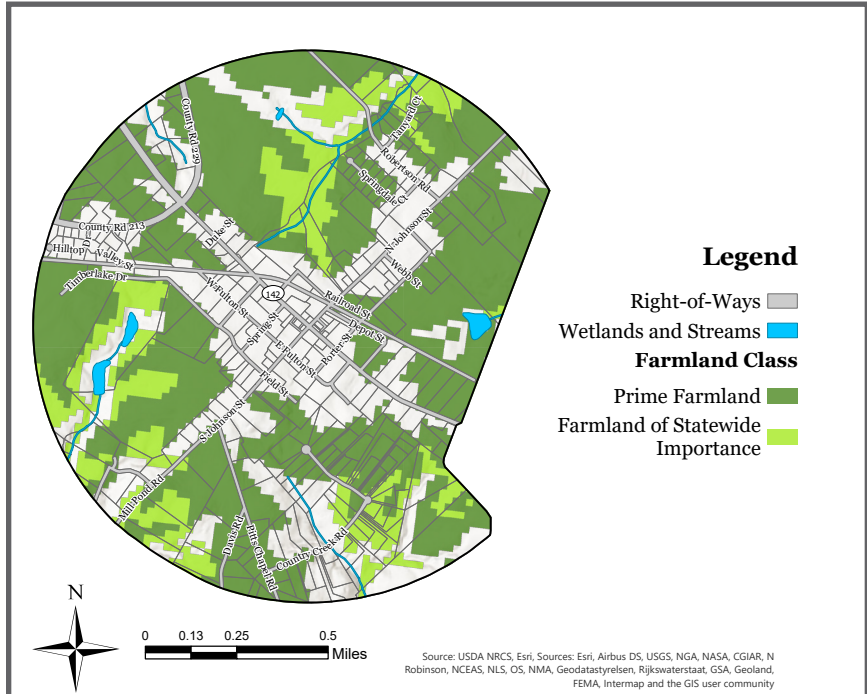 County Rd 229
Tanyard Ct
Robertson Rd
Springdale Ct
County Rd 213
Duke St
N Johnson St
Hilltop Dr
Valley St
Webb St
Timberlake Dr
W Fulton St
142
Railroad St
Spring St
Depot St
Porter St
E Fulton St
Field St
S Johnson St
Mill Pond Rd
Davis Rd
Pitts Chapel Rd
Country Creek Rd
Legend
Right-of-Ways
Wetlands and Streams
Farmland Class
Prime Farmland
Farmland of Statewide
Importance
N
0 0.13 0.25 0.5
Miles
Source: USDA NRCS, Esri, Sources: Esri, Airbus DS, USGS, NGA, NASA, CGIAR, N
Robinson, NCEAS, NLS, OS, NMA, Geodatastyrelsen, Rijkswaterstaat, GSA, Geoland,
FEMA, Intermap and the GIS user community